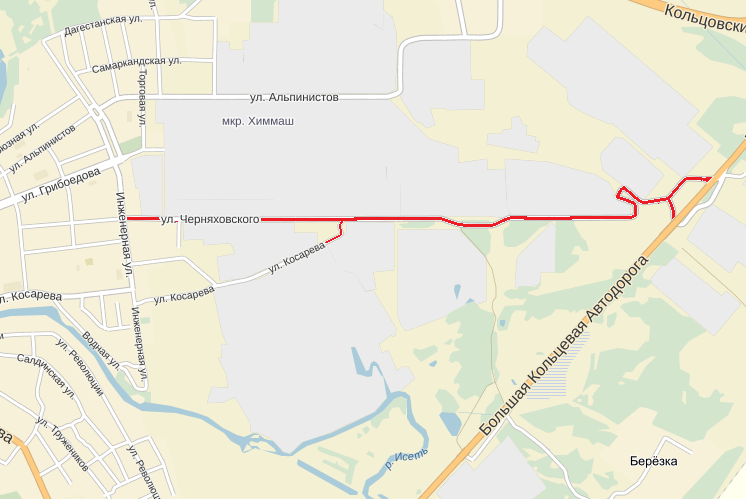 Кольцовски
Дагестанская ул.
Самаркандская ул.
Торговая ул.
ул. Альпинистов
мкр. Химмаш
ул. Альпинистов
ул. Грибоедова
Инженерная ул.
ул. Черняховского
ул. Косарева
ул. Косарева
ул. Косарева
Инженерная ул.
Водная ул.
ул. Революции
Салдинская ул.
ул. Тружеников
ул. Революц
Большая Кольцевая Автодорога
р. Исеть
Берёзка